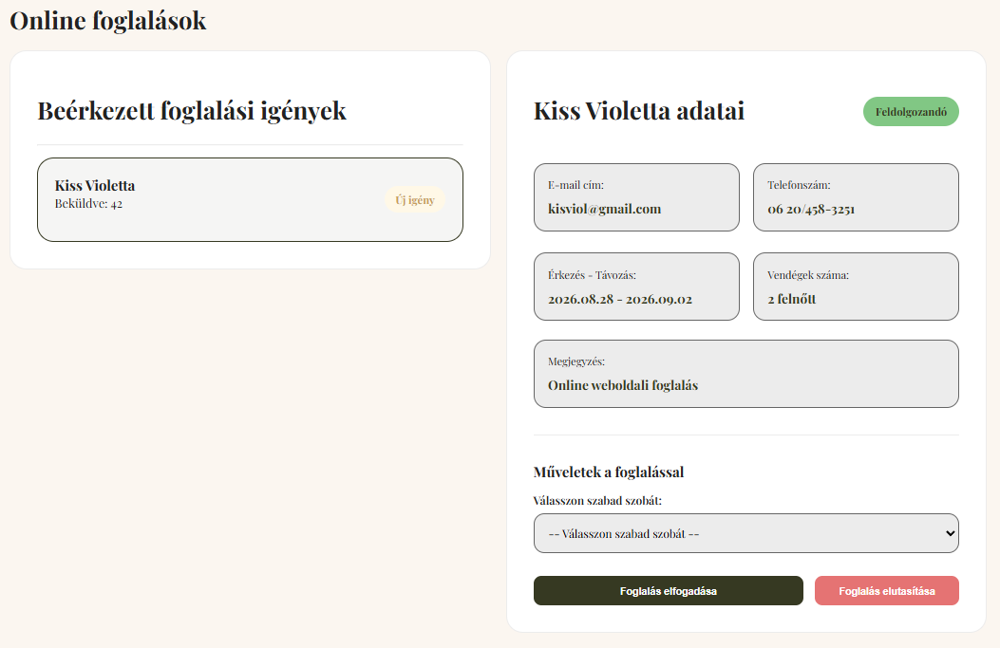 Online foglalások
Beérkezett foglalási igények
Kiss Violetta
Beküldve: 42
Új igény
Kiss Violetta adatai
Feldolgozandó
E-mail cím:
kisviol@gmail.com
Telefonszám:
06 20/458-3251
Érkezés - Távozás:
2026.08.28 - 2026.09.02
Vendégek száma:
2 felnőtt
Megjegyzés:
Online weboldali foglalás
Műveletek a foglalással
Válasszon szabad szobát:
-- Válasszon szabad szobát --
Foglalás elfogadása
Foglalás elutasítása